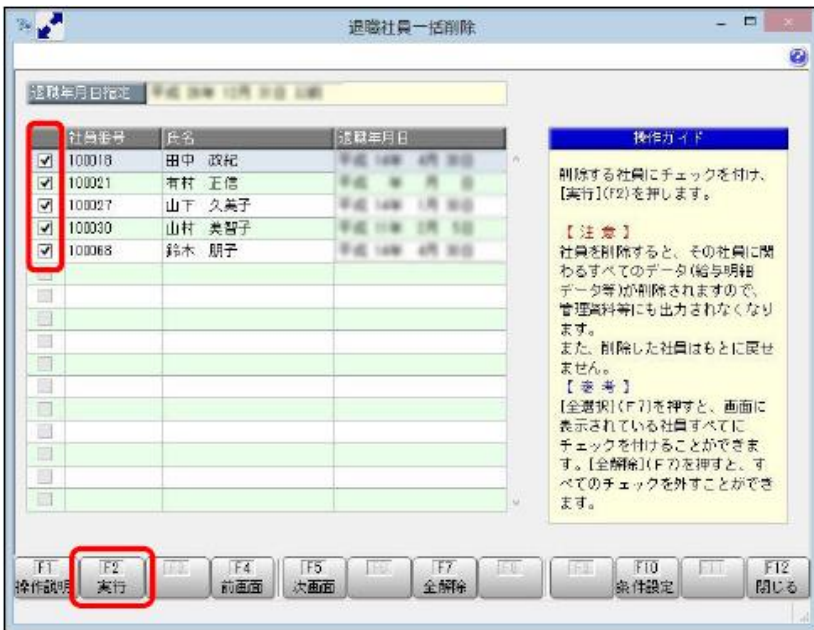 退職社員一括削除
退職年月日指定
社員番号 氏名 退職年月日
100018 田中 政紀
100021 有村 正信
100027 山下 久美子
100030 山村 美智子
100068 鈴木 朋子
操作ガイド
削除する社員にチェックを付け、
[実行](F2)を押します。
【 注 意 】
社員を削除すると、その社員に関
わるすべてのデータ(給与明細
データ等)が削除されますので、
管理資料等にも出力されなくなり
ます。
また、削除した社員はもとに戻せ
ません。
【 参 考 】
[全選択](F7)を押すと、画面に
表示されている社員すべてに
チェックを付けることができま
す。[全解除](F7)を押すと、す
べてのチェックを外すことができ
ます。
F1 F2 F3 F4 F5 F6 F7 F8 F9 F10 F11 F12
操作説明 実行 前画面 次画面 全解除 条件設定 閉じる